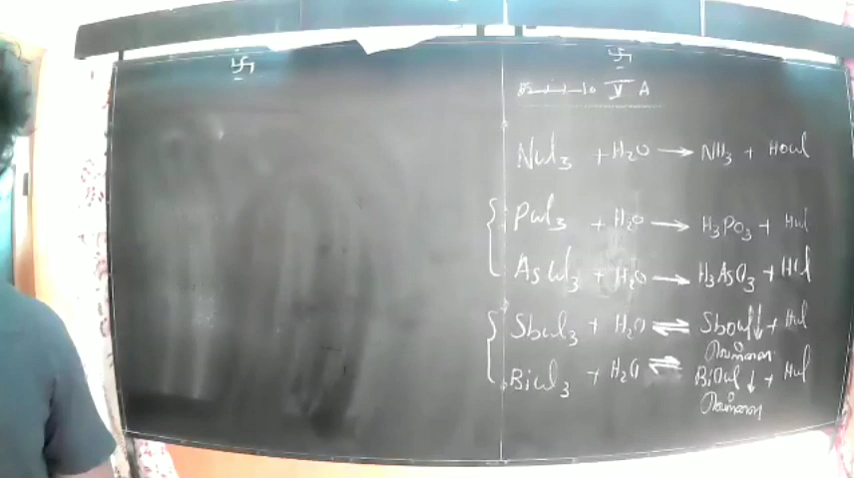 卐 卐
V A
NCl3 + H2O → NH3 + HOCl
PCl3 + H2O → H3PO3 + HCl
AsCl3 + H2O → H3AsO3 + HCl
SbCl3 + H2O ⇌ SbOCl↓ + HCl
BiCl3 + H2O ⇌ BiOCl↓ + HCl